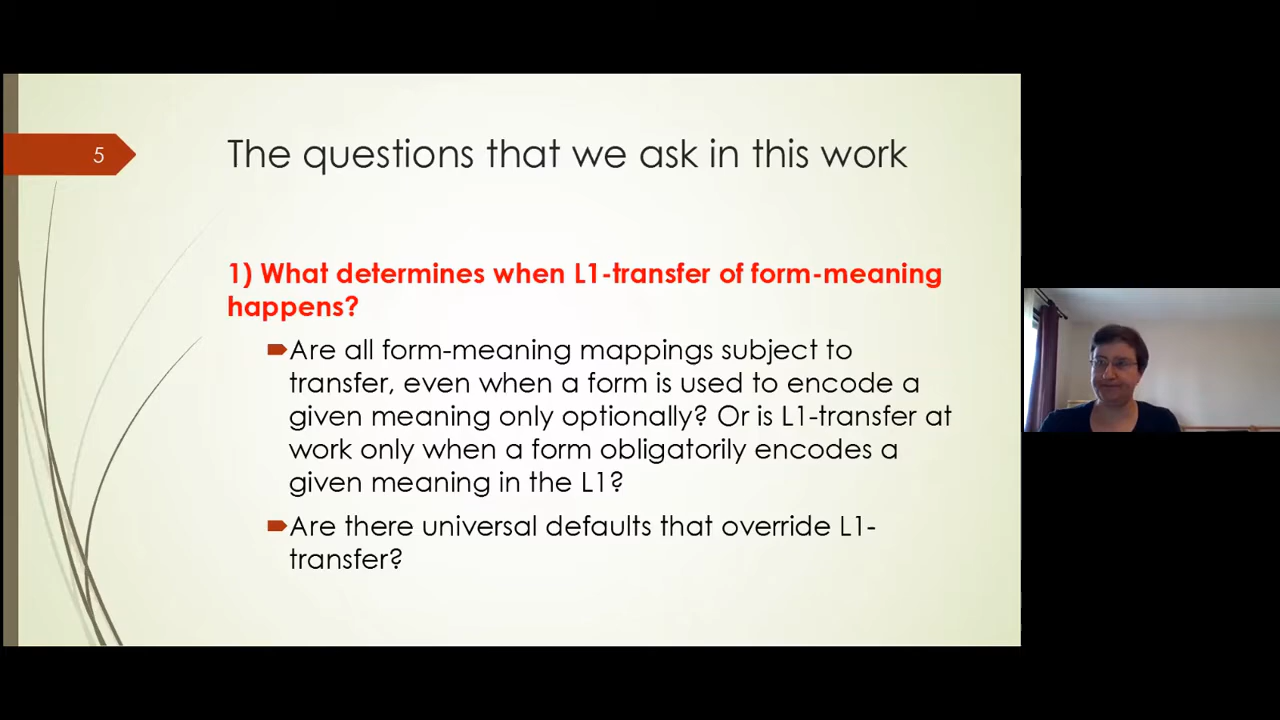 5
The questions that we ask in this work
1) What determines when L1-transfer of form-meaning
happens?
Are all form-meaning mappings subject to
transfer, even when a form is used to encode a
given meaning only optionally? Or is L1-transfer at
work only when a form obligatorily encodes a
given meaning in the L1?
Are there universal defaults that override L1-
transfer?